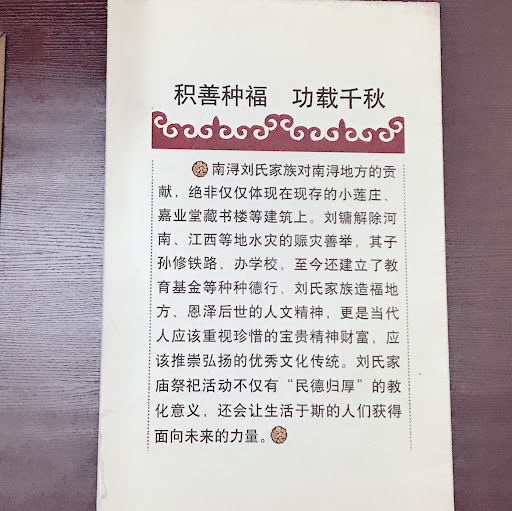 积善种福　功载千秋
南浔刘氏家族对南浔地方的贡
献，绝非仅仅体现在现存的小莲庄、
嘉业堂藏书楼等建筑上。刘镛解除河
南、江西等地水灾的赈灾善举，其子
孙修铁路、办学校，至今还建立了教
育基金等种种德行，刘氏家族造福地
方、恩泽后世的人文精神，更是当代
人应该重视珍惜的宝贵精神财富，应
该推崇弘扬的优秀文化传统。刘氏家
庙祭祀活动不仅有“民德归厚”的教
化意义，还会让生活于斯的人们获得
面向未来的力量。